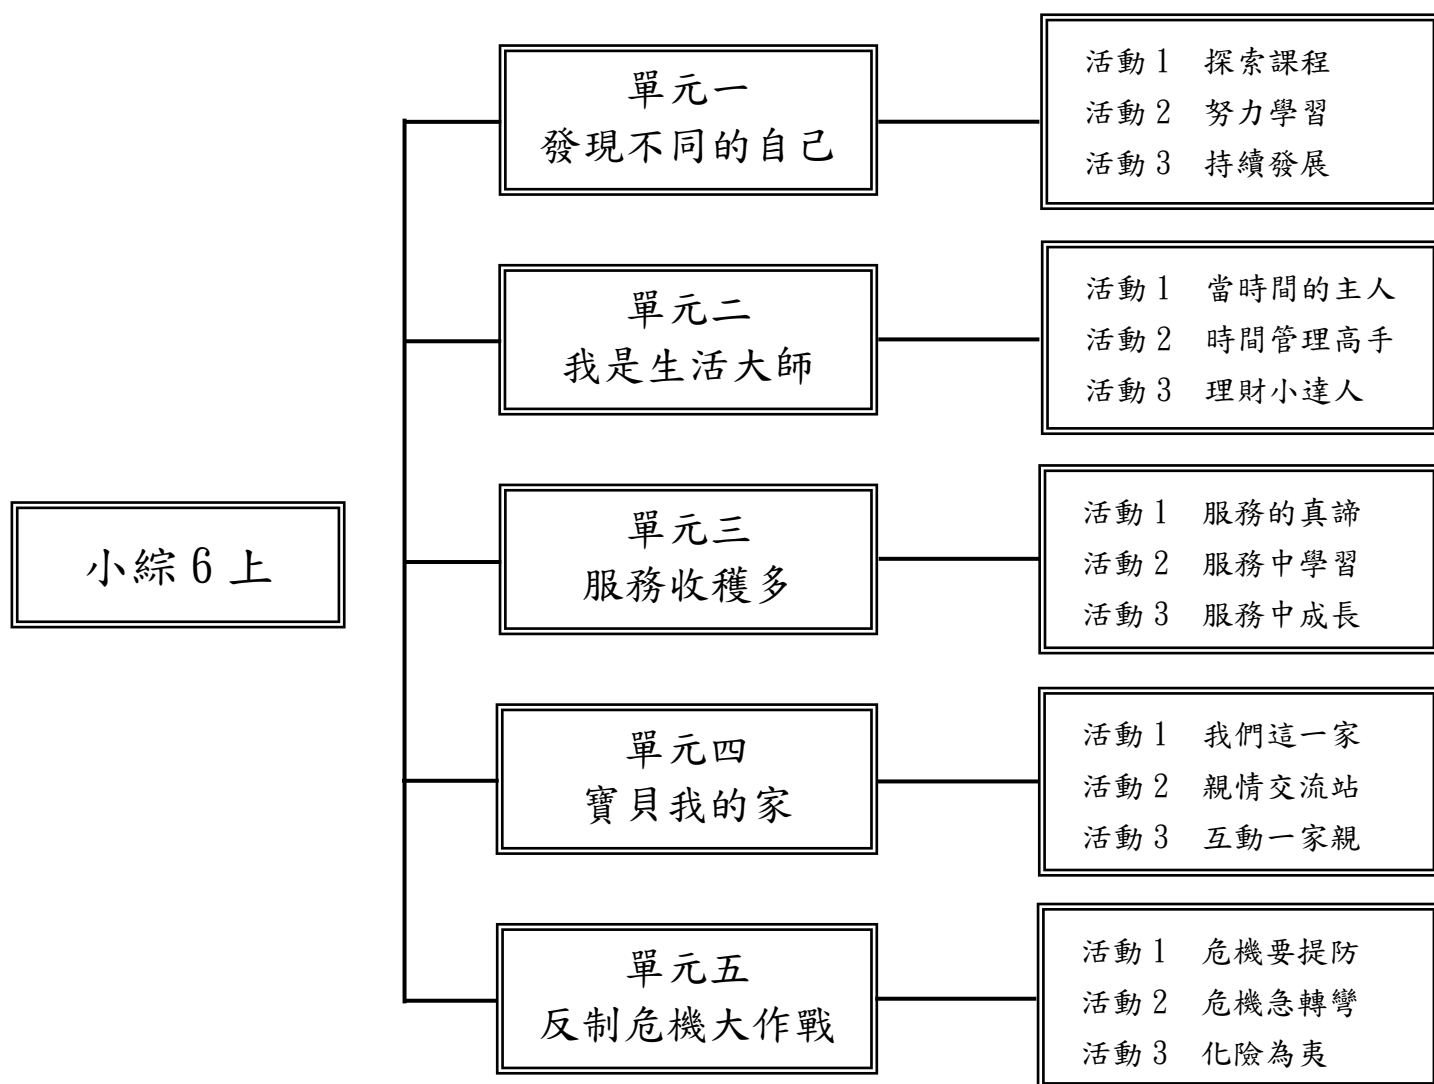 小綜6上
單元一
發現不同的自己
活動1 探索課程
活動2 努力學習
活動3 持續發展
單元二
我是生活大師
活動1 當時間的主人
活動2 時間管理高手
活動3 理財小達人
單元三
服務收穫多
活動1 服務的真諦
活動2 服務中學習
活動3 服務中成長
單元四
寶貝我的家
活動1 我們這一家
活動2 親情交流站
活動3 互動一家親
單元五
反制危機大作戰
活動1 危機要提防
活動2 危機急轉彎
活動3 化險為夷